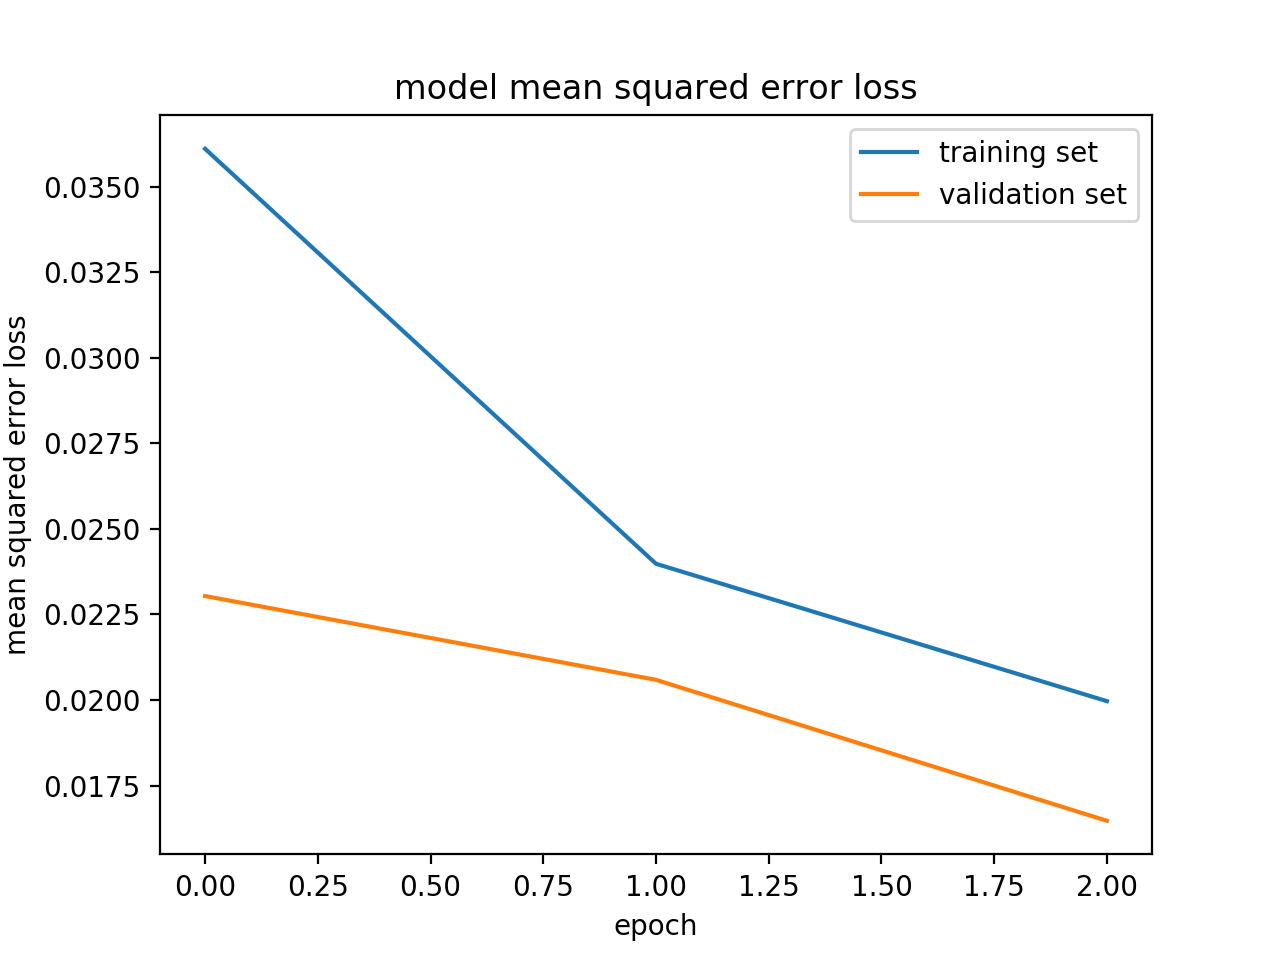 model mean squared error loss
training set
validation set
mean squared error loss
0.0350
0.0325
0.0300
0.0275
0.0250
0.0225
0.0200
0.0175
0.00 0.25 0.50 0.75 1.00 1.25 1.50 1.75 2.00
epoch